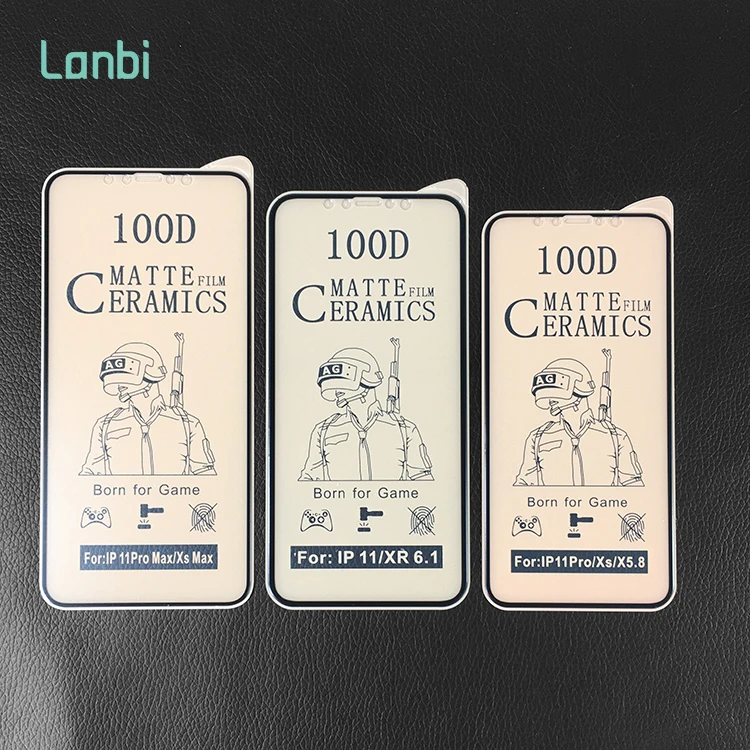 Lanbi
100D
MATTE FILM
CERAMICS
AG
Born for Game
For:IP 11Pro Max/Xs Max
100D
MATTE FILM
CERAMICS
AG
Born for Game
For: IP 11/XR 6.1
100D
MATTE FILM
CERAMICS
AG
Born for Game
For:IP11Pro/Xs/X5.8